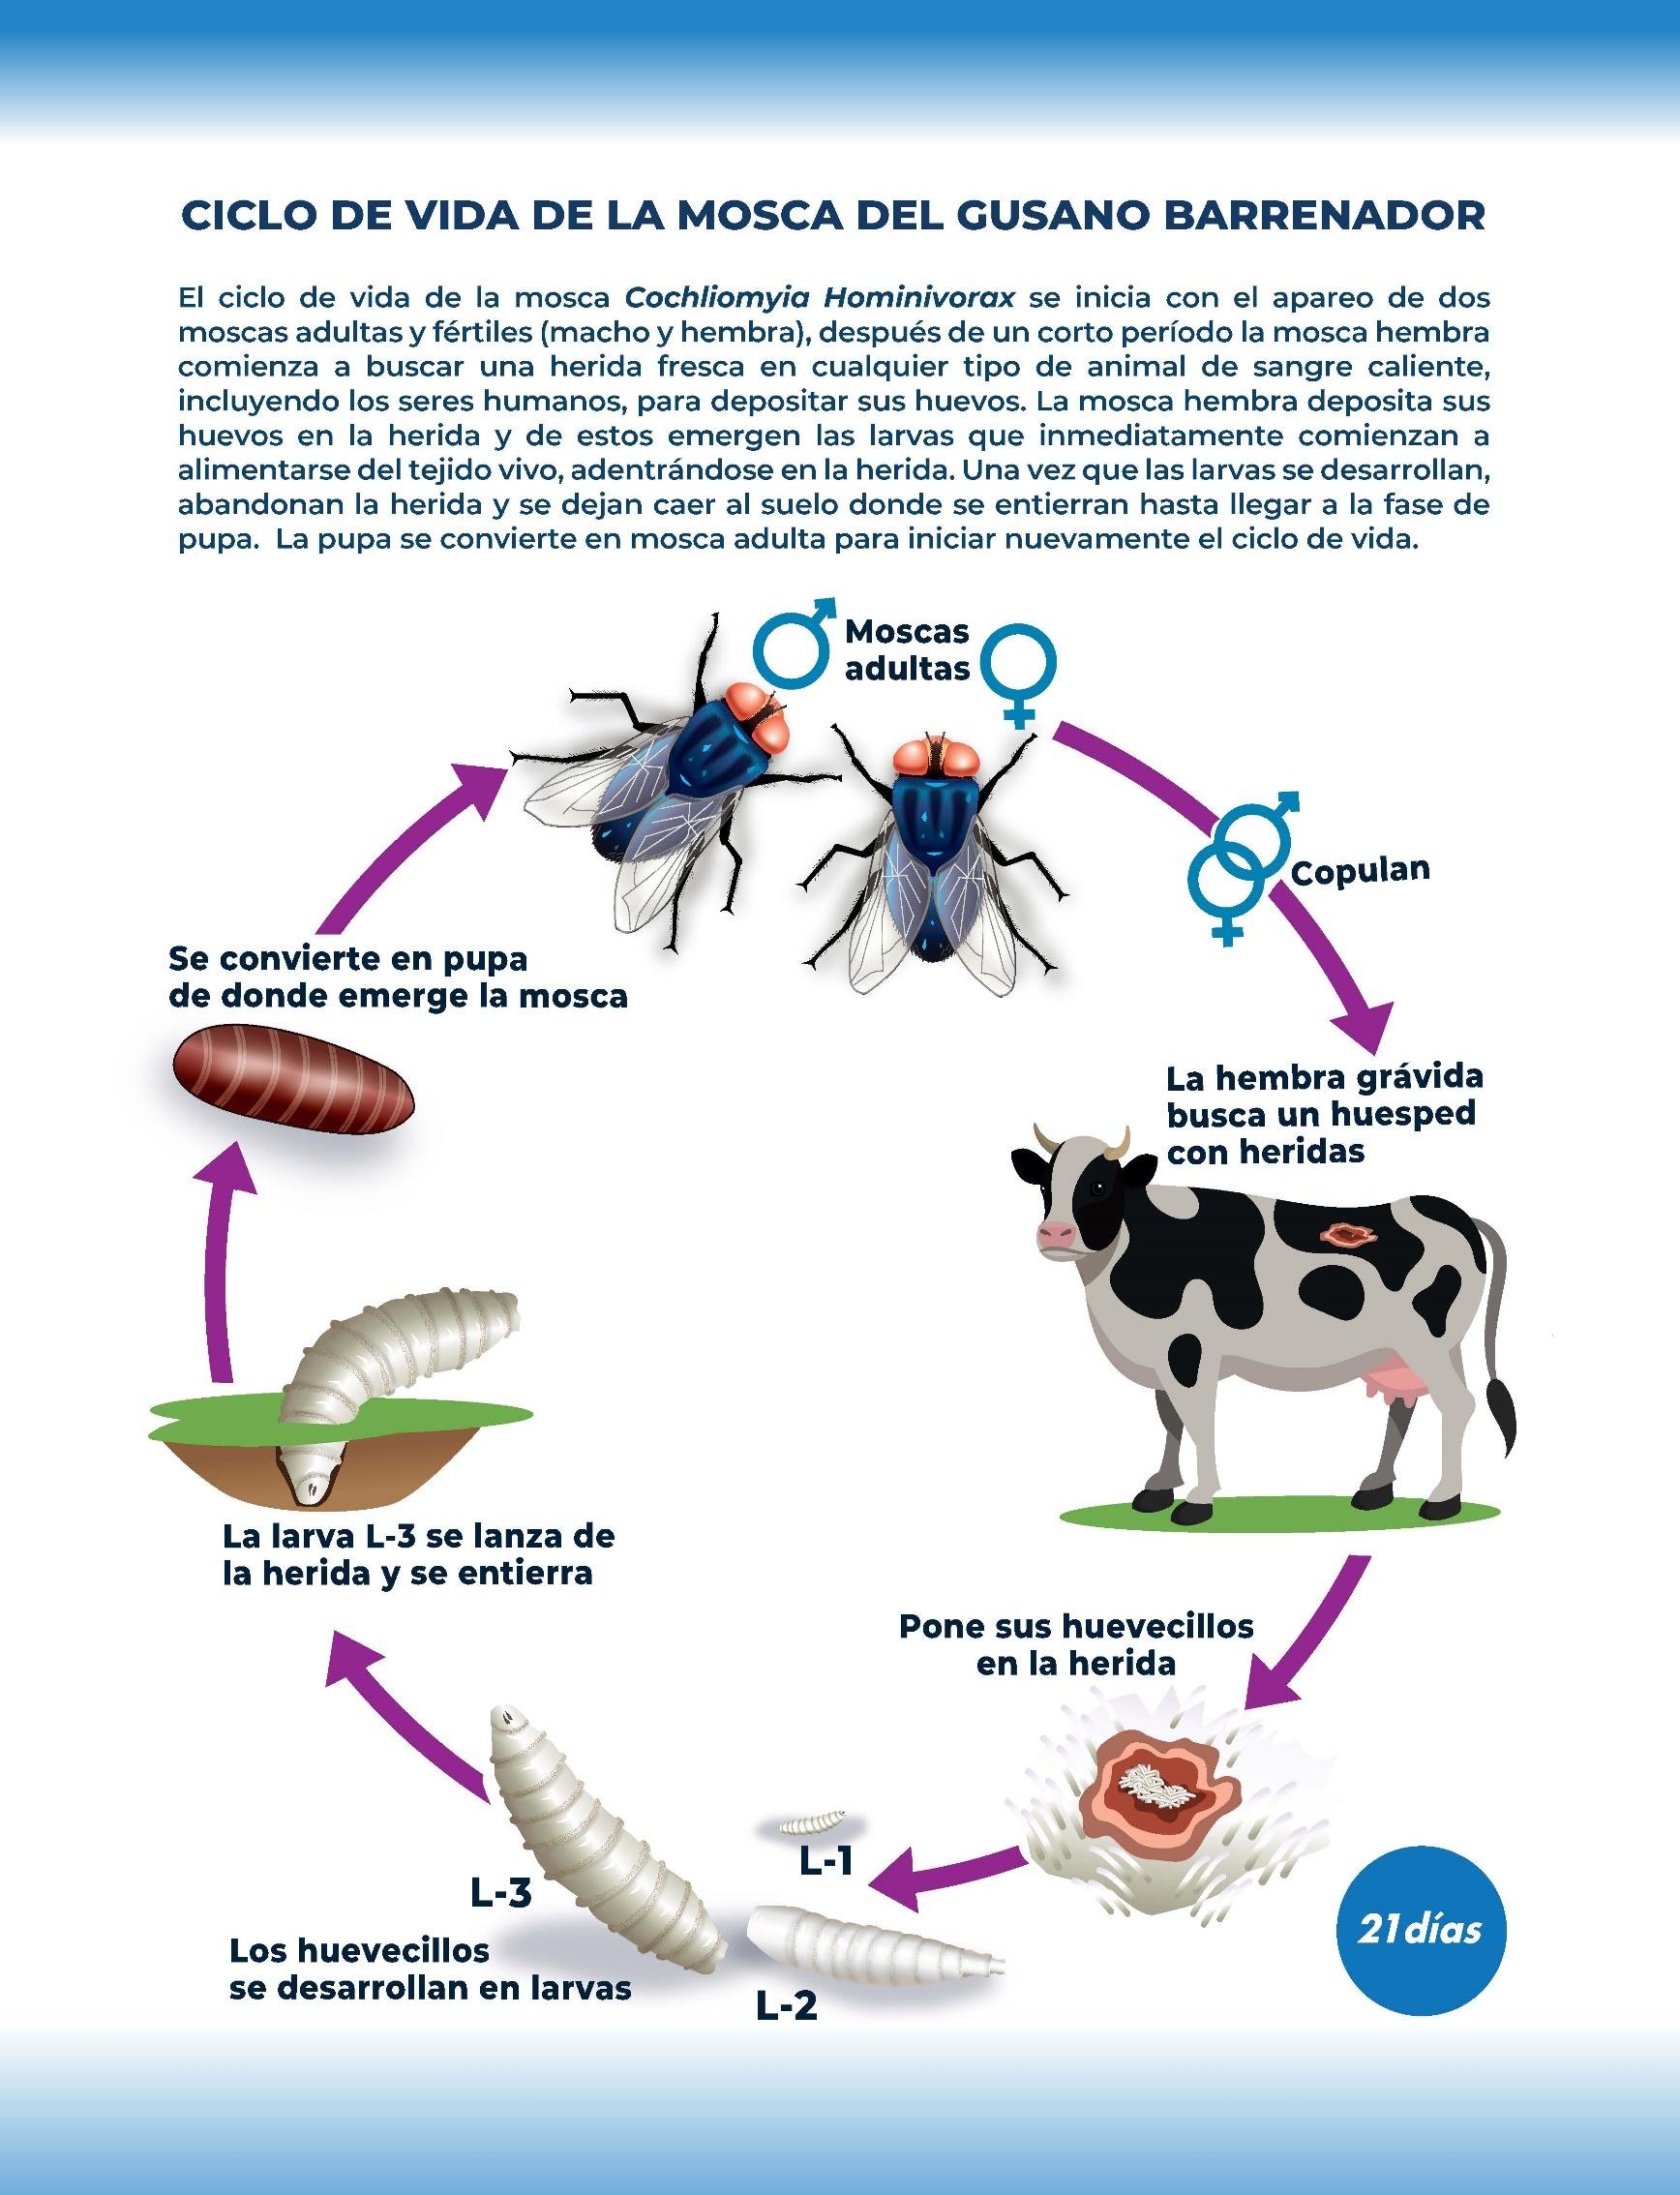 CICLO DE VIDA DE LA MOSCA DEL GUSANO BARRENADOR
El ciclo de vida de la mosca Cochliomyia Hominivorax se inicia con el apareo de dos
moscas adultas y fértiles (macho y hembra), después de un corto período la mosca hembra
comienza a buscar una herida fresca en cualquier tipo de animal de sangre caliente,
incluyendo los seres humanos, para depositar sus huevos. La mosca hembra deposita sus
huevos en la herida y de estos emergen las larvas que inmediatamente comienzan a
alimentarse del tejido vivo, adentrándose en la herida. Una vez que las larvas se desarrollan,
abandonan la herida y se dejan caer al suelo donde se entierran hasta llegar a la fase de
pupa. La pupa se convierte en mosca adulta para iniciar nuevamente el ciclo de vida.
Moscas
adultas
Copulan
La hembra grávida
busca un huesped
con heridas
Pone sus huevecillos
en la herida
L-1
L-2
L-3
Los huevecillos
se desarrollan en larvas
La larva L-3 se lanza de
la herida y se entierra
Se convierte en pupa
de donde emerge la mosca
21 días